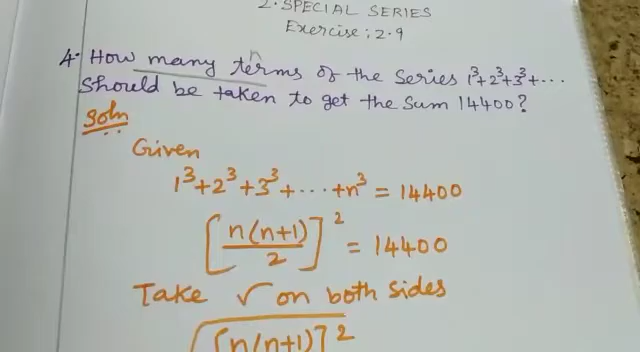 2. SPECIAL SERIES
Exercise: 2.9
n
4. How many terms of the series 1³+2³+3³+...
should be taken to get the sum 14400?
Soln
Given
1³+2³+3³+...+n³ = 14400
[n(n+1)/2]² = 14400
Take √ on both sides
√[n(n+1)]²